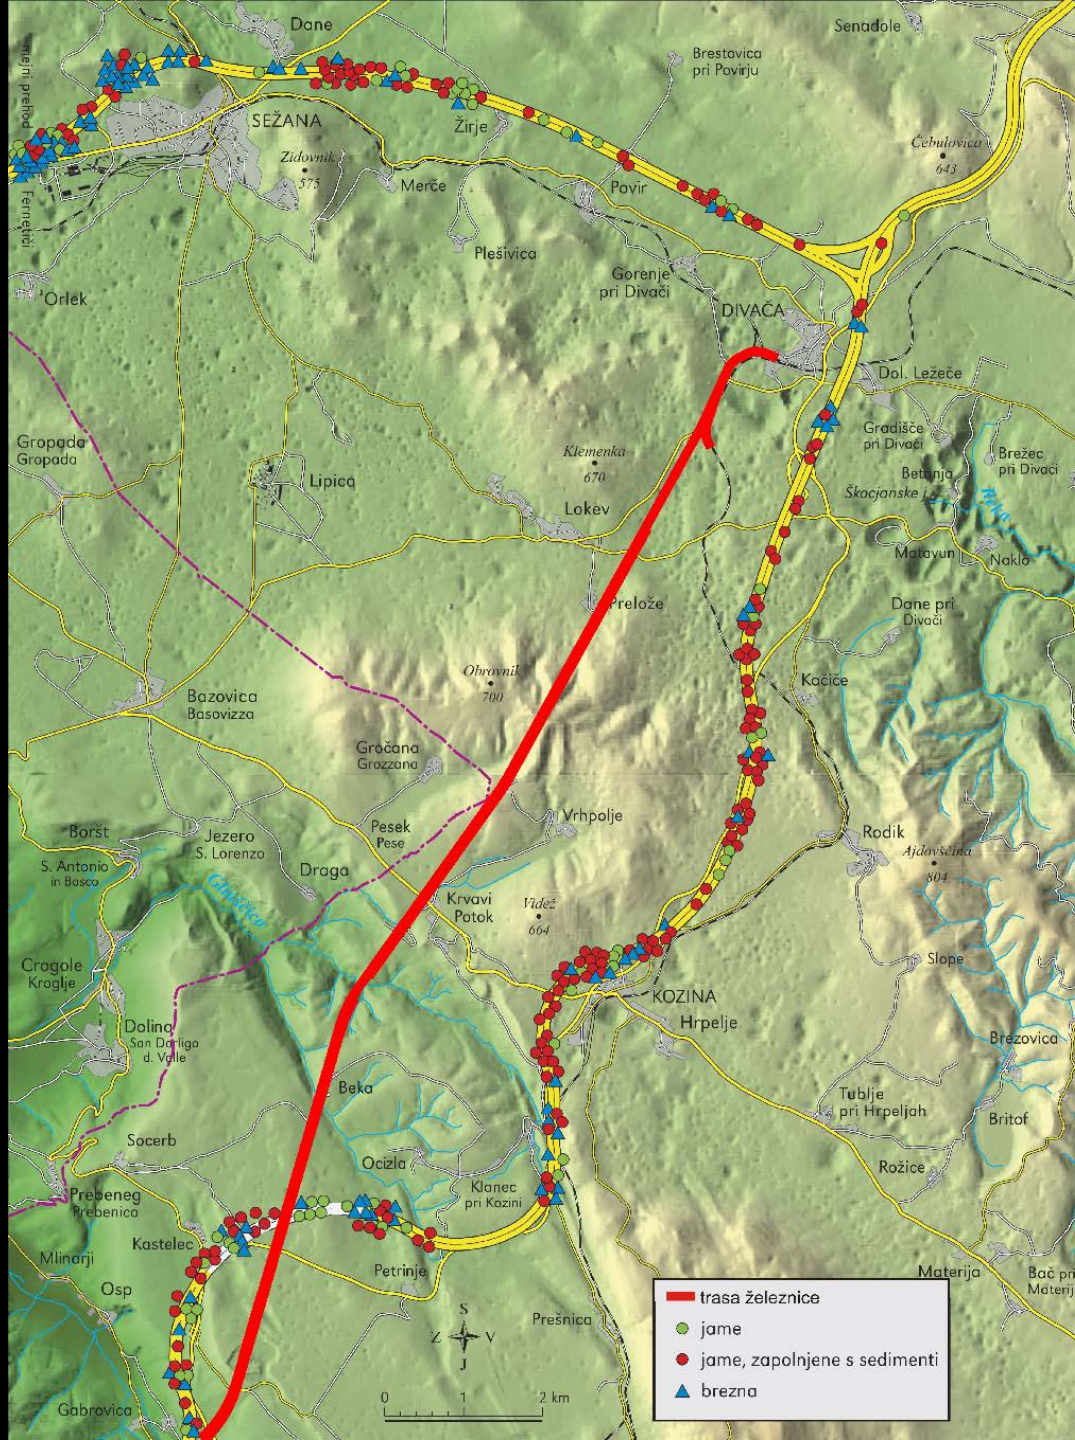 Dane
Senadole
Brestovica
pri Povirju
mejni prehod
Fernetiči
SEŽANA
Žirje
Zidovnik
575
Merče
Čebulovica
643
Povir
Plešivica
Orlek
Gorenje
pri Divači
DIVAČA
Dol. Ležeče
Gropada
Gropada
Lipica
Klemenka
670
Lokev
Gradišče
pri Divači
Brežec
pri Divači
Betanja
Škocjanske j.
Reka
Matavun
Naklo
Prelože
Dane pri
Divači
Obrovnik
700
Kačiče
Bazovica
Basovizza
Gročana
Grozzana
Vrhpolje
Pesek
Pese
Boršt
S. Antonio
in Bosco
Jezero
S. Lorenzo
Draga
Rodik
Ajdovščina
804
Glinščica
Krvavi
Potok
Videž
664
Crogole
Kroglje
Slope
KOZINA
Hrpelje
Dolina
San Dorligo
d. Valle
Brezovica
Beka
Tublje
pri Hrpeljah
Britof
Socerb
Ocizla
Rožice
Klanec
pri Kozini
Prebeneg
Prebenica
Kastelec
Mlinarji
Petrinje
Materija
Bač pri
Materij
Osp
Prešnica
S
Z V
J
0 1 2 km
Gabrovica
trasa železnice
jame
jame, zapolnjene s sedimenti
brezna